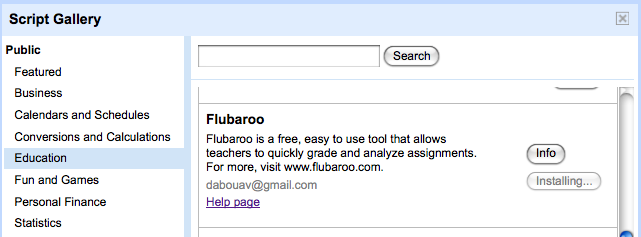 Script Gallery
Public
Featured
Business
Calendars and Schedules
Conversions and Calculations
Education
Fun and Games
Personal Finance
Statistics
Search
Flubaroo
Flubaroo is a free, easy to use tool that allows
teachers to quickly grade and analyze assignments.
For more, visit www.flubaroo.com.
dabouav@gmail.com
Help page
Info
Installing...